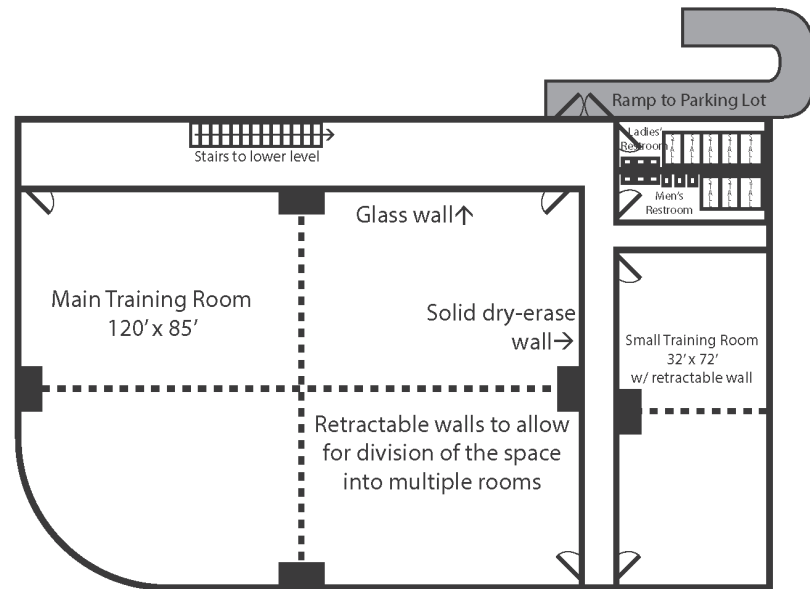 Ramp to Parking Lot
Ladies'
Restroom
STALL STALL STALL STALL STALL
Stairs to lower level
STALL STALL STALL
Men's
Restroom
Glass wall↑
Main Training Room
120' x 85'
Solid dry-erase
wall→
Small Training Room
32' x 72'
w/ retractable wall
Retractable walls to allow
for division of the space
into multiple rooms